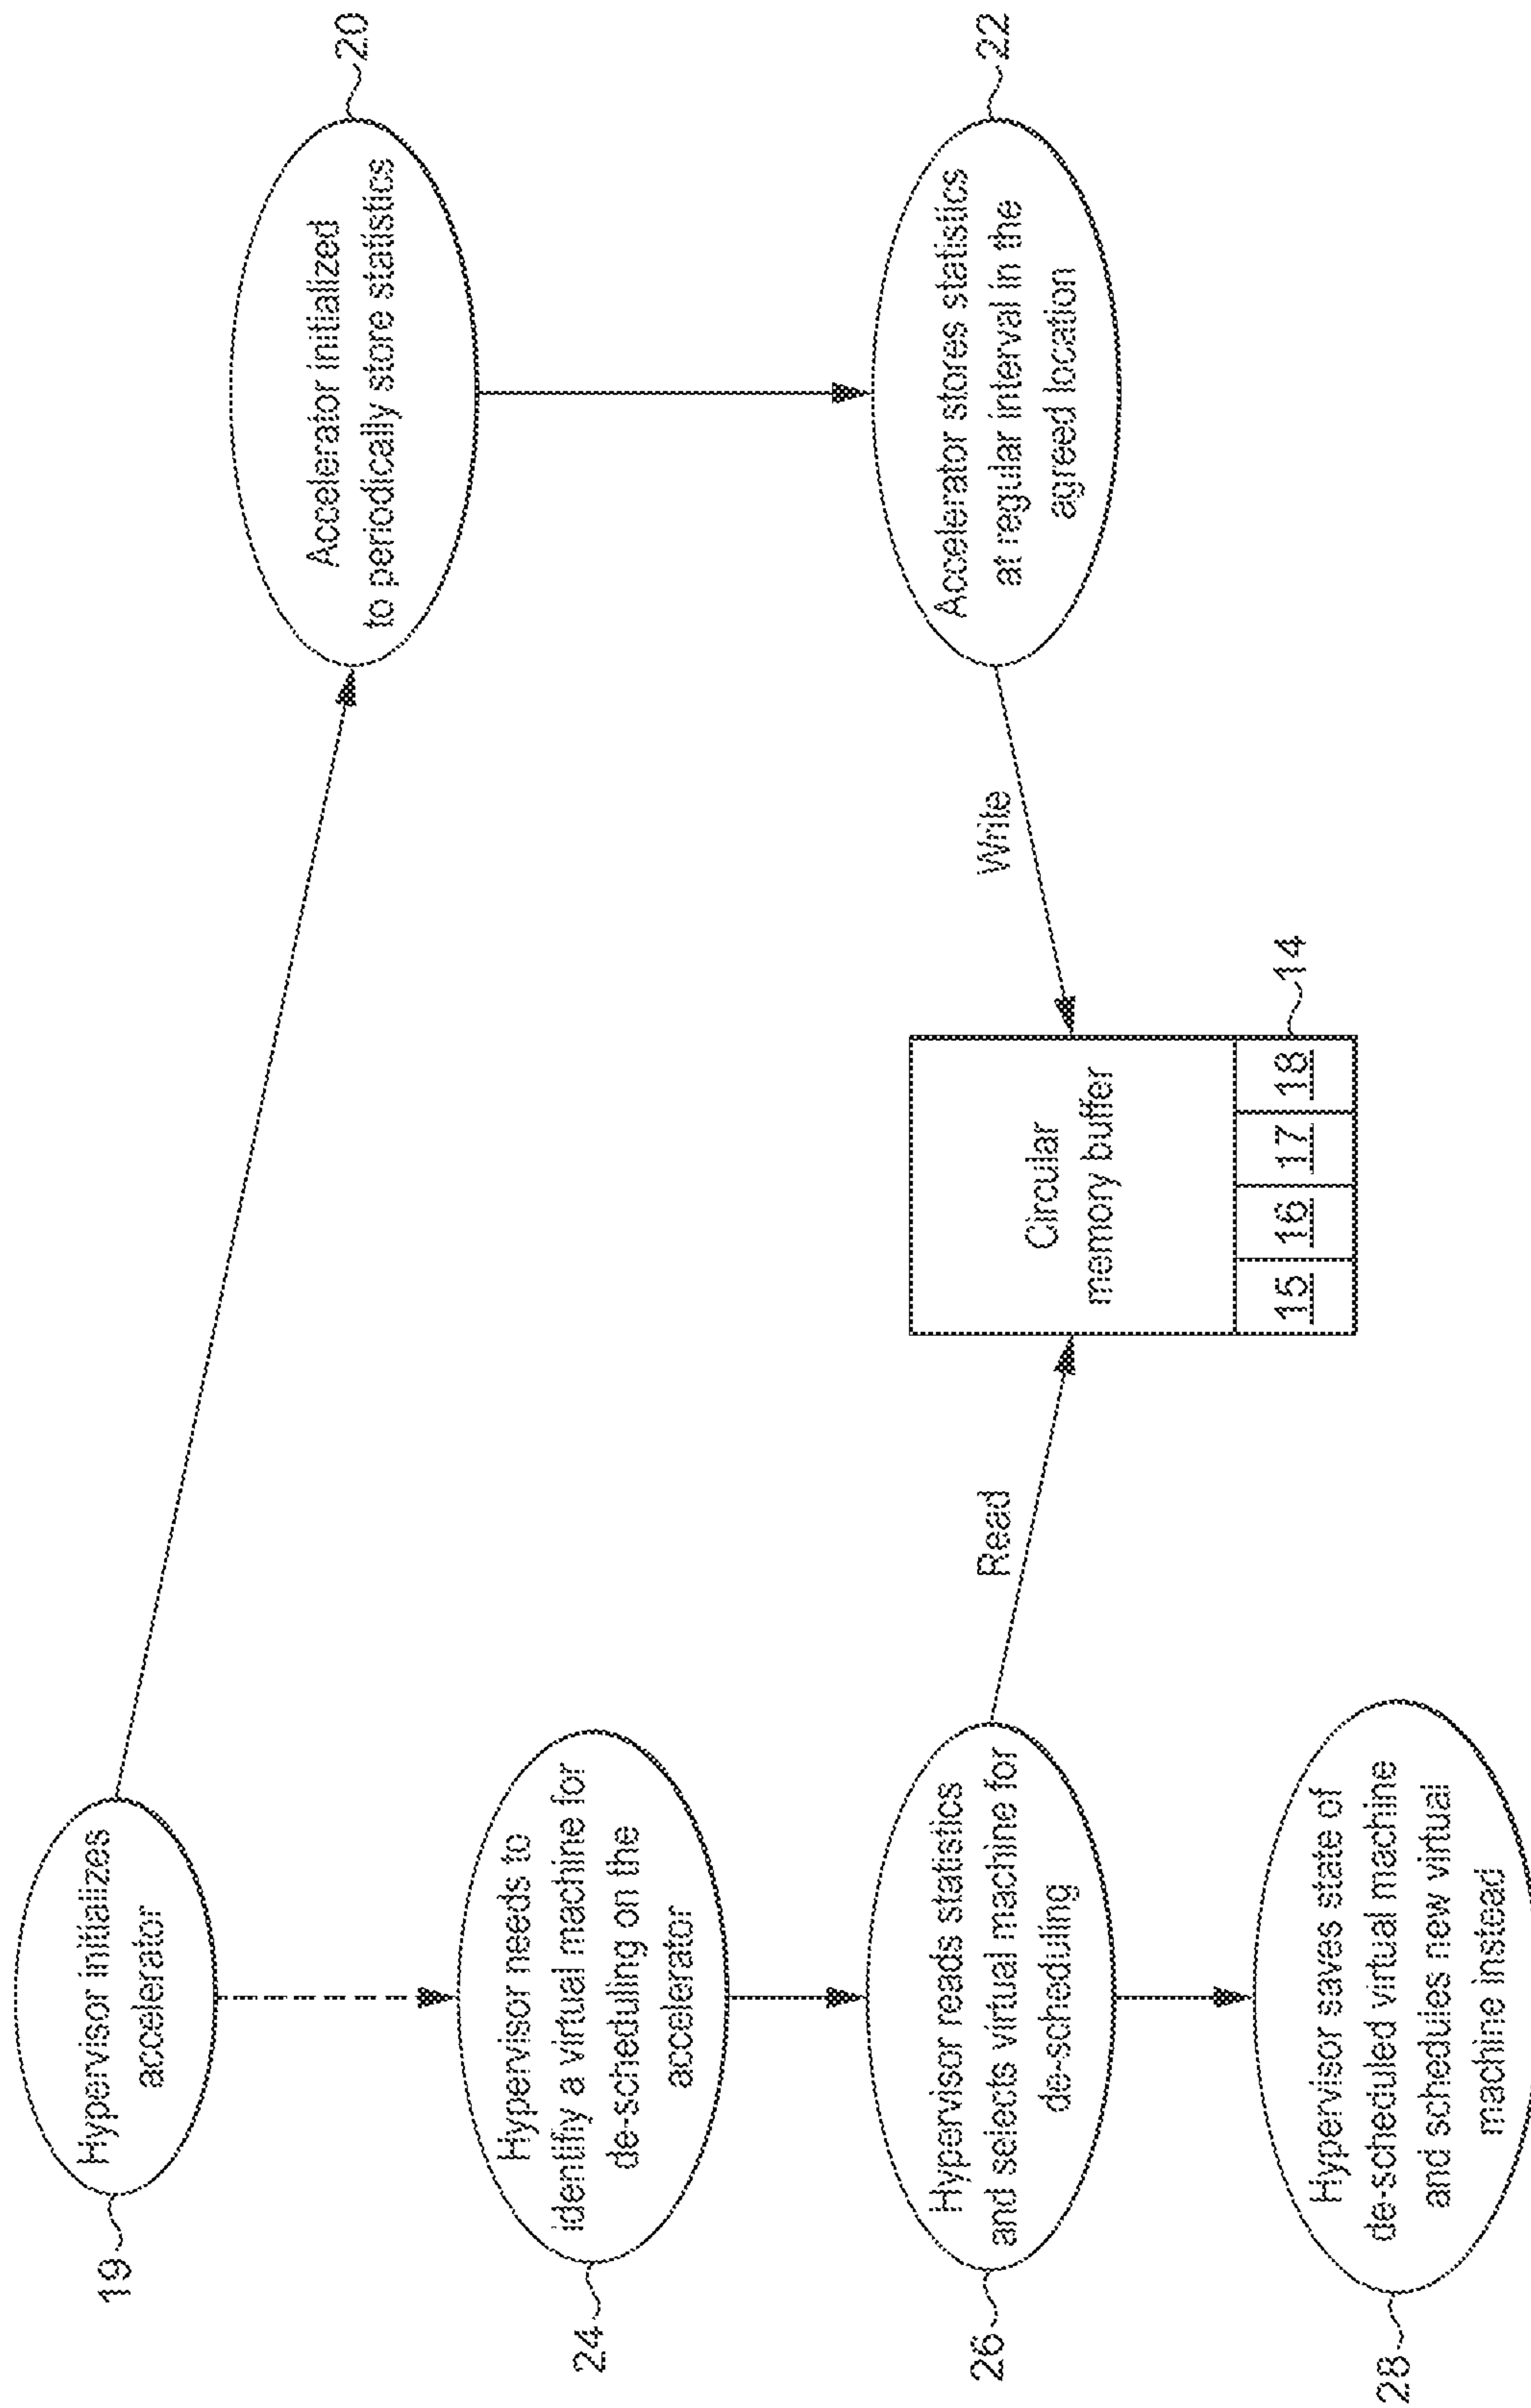 19
Hypervisor initializes
accelerator
Accelerator initialized
to periodically store statistics
20
24
Hypervisor needs to
identifiy a virtual machine for
de-scheduling on the
accelerator
26
Hypervisor reads statistics
and selects virtual machine for
de-scheduling
Read
Circular
memory buffer
15 16 17 18
14
Write
Accelerator stores statistics
at regular interval in the
agreed location
22
28
Hypervisor saves state of
de-scheduled virtual machine
and schedules new virtual
machine instead